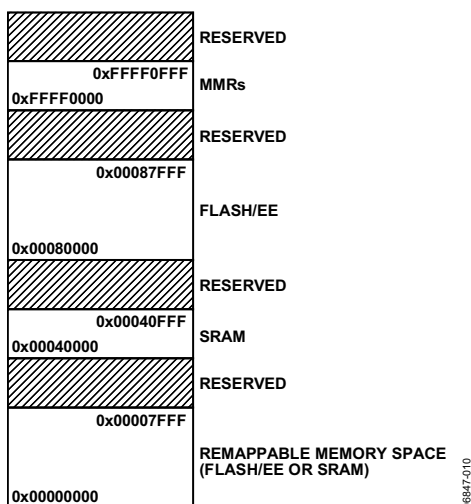 RESERVED
0xFFFF0FFF
MMRs
0xFFFF0000
RESERVED
0x00087FFF
FLASH/EE
0x00080000
RESERVED
0x00040FFF
SRAM
0x00040000
RESERVED
0x00007FFF
REMAPPABLE MEMORY SPACE
(FLASH/EE OR SRAM)
0x00000000
6847-010